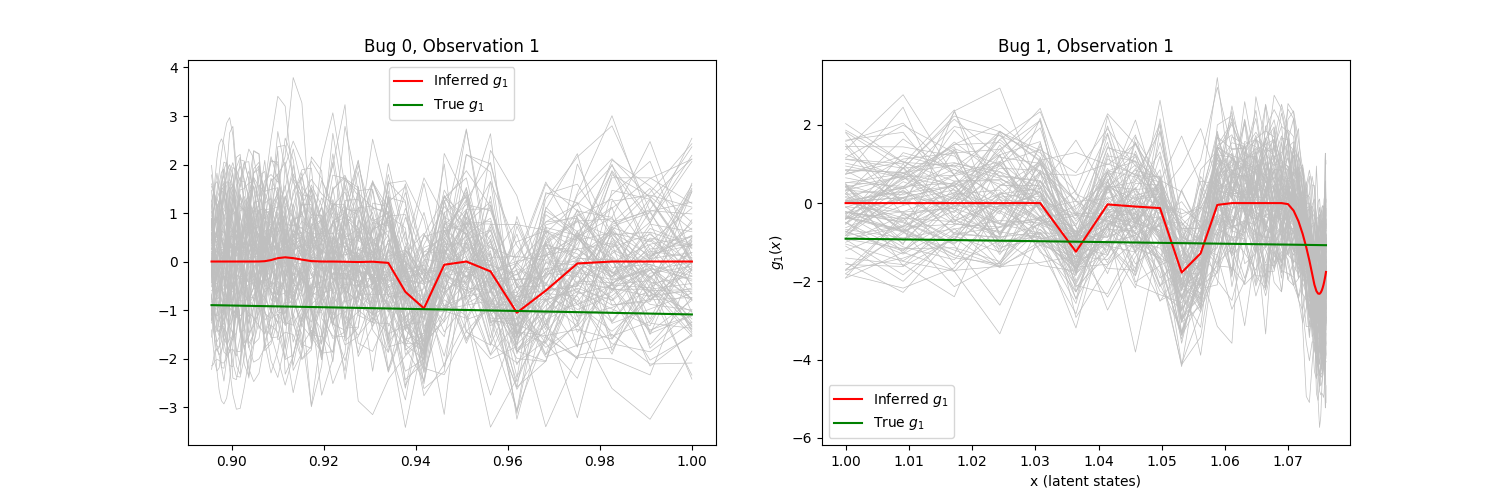 Bug 0, Observation 1
4
3
2
1
0
−1
−2
−3
Inferred g₁
True g₁
0.90 0.92 0.94 0.96 0.98 1.00
Bug 1, Observation 1
2
0
−2
−4
−6
g₁(x)
Inferred g₁
True g₁
1.00 1.01 1.02 1.03 1.04 1.05 1.06 1.07
x (latent states)